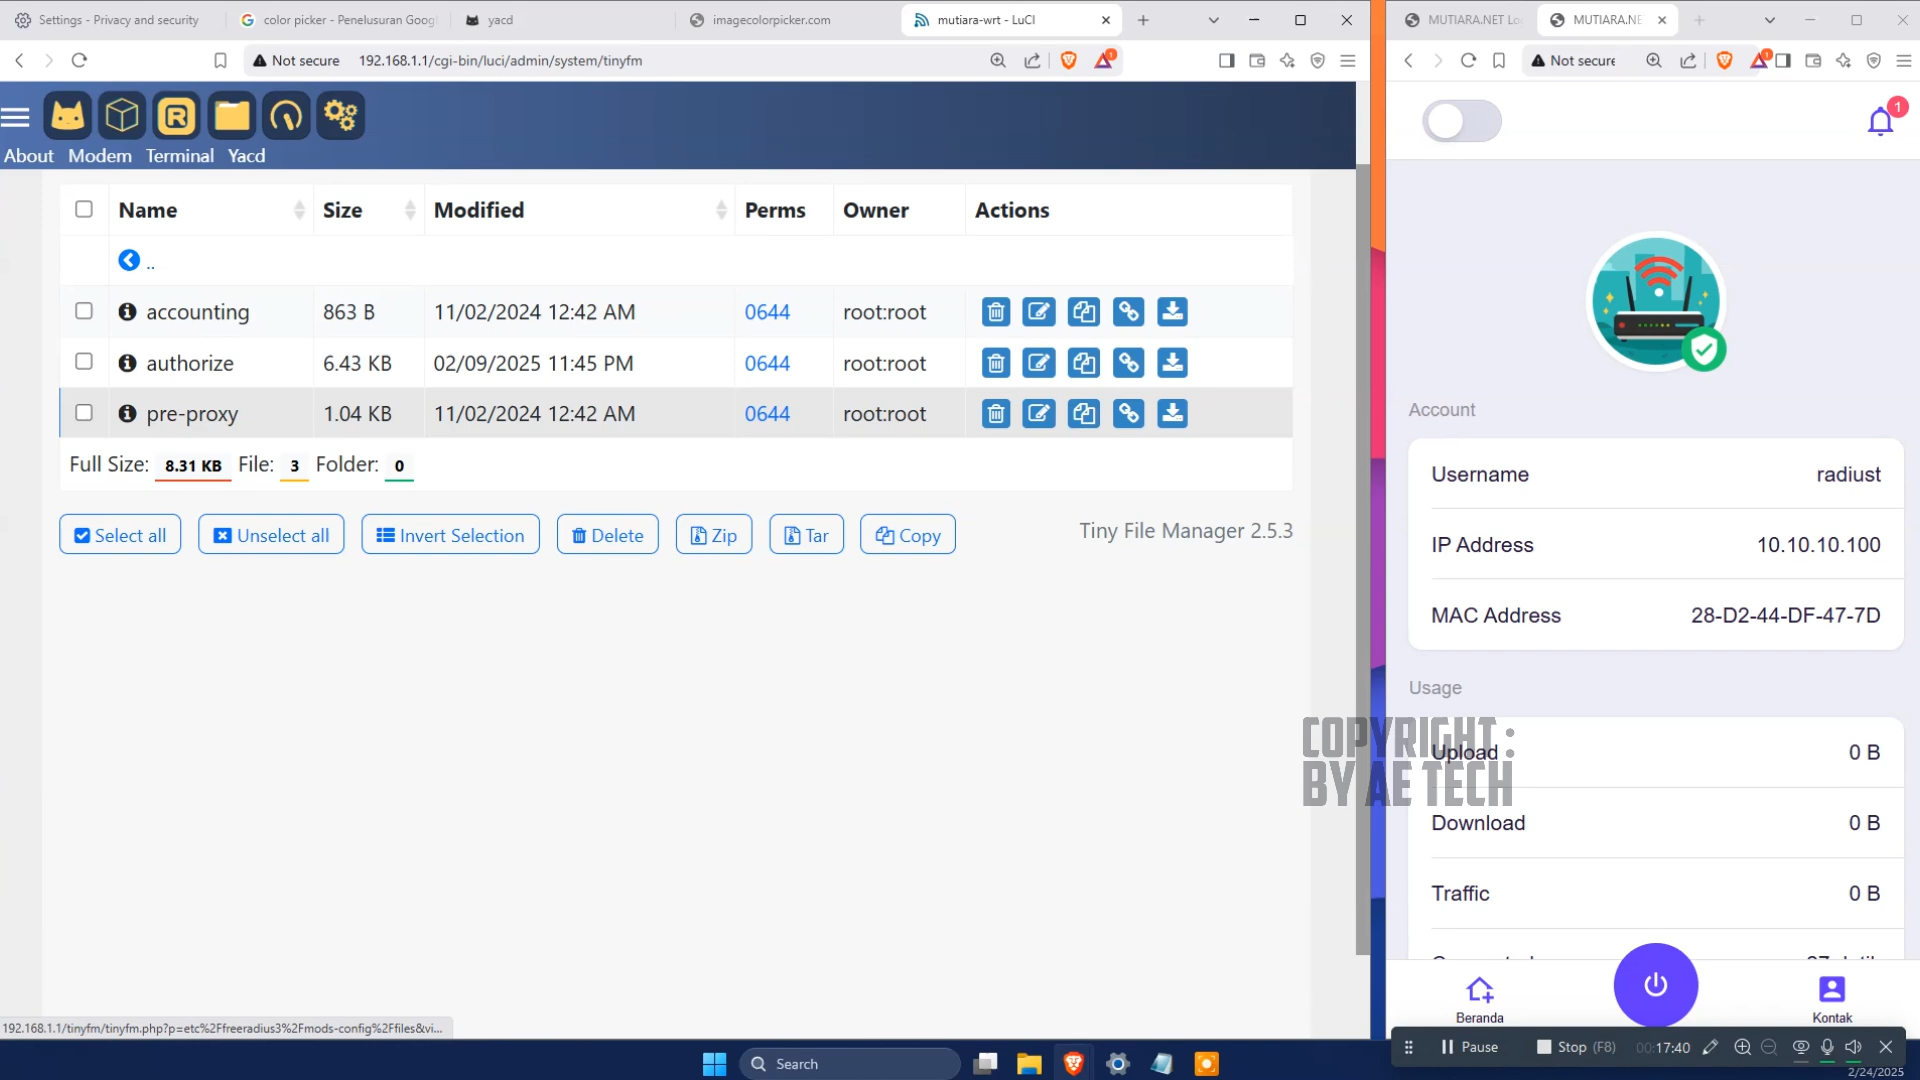 Settings - Privacy and security
color picker - Penelusuran Goog
yacd
imagecolorpicker.com
mutiara-wrt - LuCI
Not secure
192.168.1.1/cgi-bin/luci/admin/system/tinyfm
1
About Modem Terminal Yacd
Name Size Modified Perms Owner Actions
..
accounting 863 B 11/02/2024 12:42 AM 0644 root:root
authorize 6.43 KB 02/09/2025 11:45 PM 0644 root:root
pre-proxy 1.04 KB 11/02/2024 12:42 AM 0644 root:root
Full Size: 8.31 KB File: 3 Folder: 0
Select all Unselect all Invert Selection Delete Zip Tar Copy
Tiny File Manager 2.5.3
192.168.1.1/tinyfm/tinyfm.php?p=etc%2Ffreeradius3%2Fmods-config%2Ffiles&vi...
MUTIARA.NET Lo
MUTIARA.NE
Not secure
1
1
Account
Username radiust
IP Address 10.10.10.100
MAC Address 28-D2-44-DF-47-7D
Usage
COPYRIGHT :
BY AE TECH
Upload 0 B
Download 0 B
Traffic 0 B
Beranda
Kontak
Pause Stop (F8) 00:17:40
Search
2/24/2025